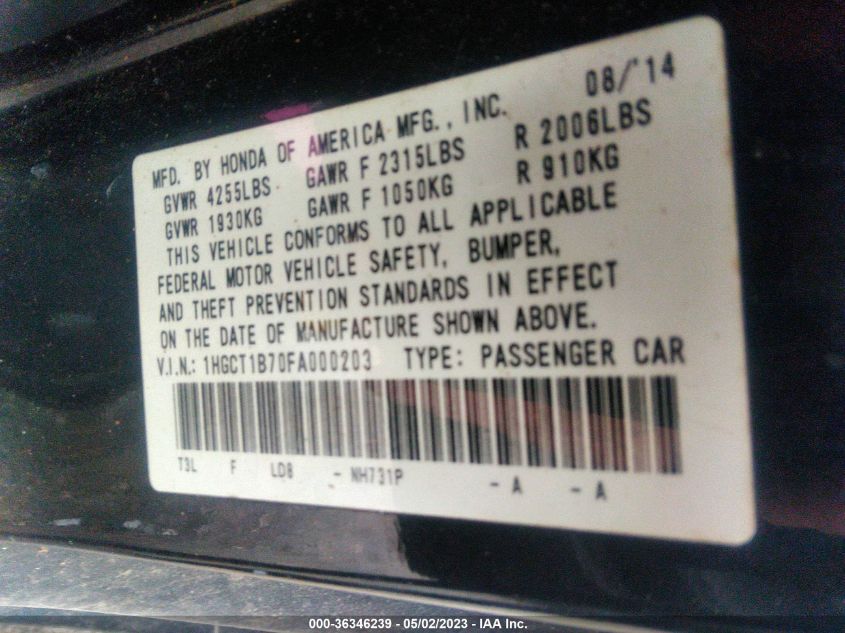 MFD. BY HONDA OF AMERICA MFG., INC. 08/'14
GVWR 4255LBS GAWR F 2315LBS R 2006LBS
GVWR 1930KG GAWR F 1050KG R 910KG
THIS VEHICLE CONFORMS TO ALL APPLICABLE
FEDERAL MOTOR VEHICLE SAFETY, BUMPER,
AND THEFT PREVENTION STANDARDS IN EFFECT
ON THE DATE OF MANUFACTURE SHOWN ABOVE.
V.I.N.: 1HGCT1B70FA000203 TYPE: PASSENGER CAR
T3L F LD8 - NH731P - A - A
000-36346239 - 05/02/2023 - IAA Inc.